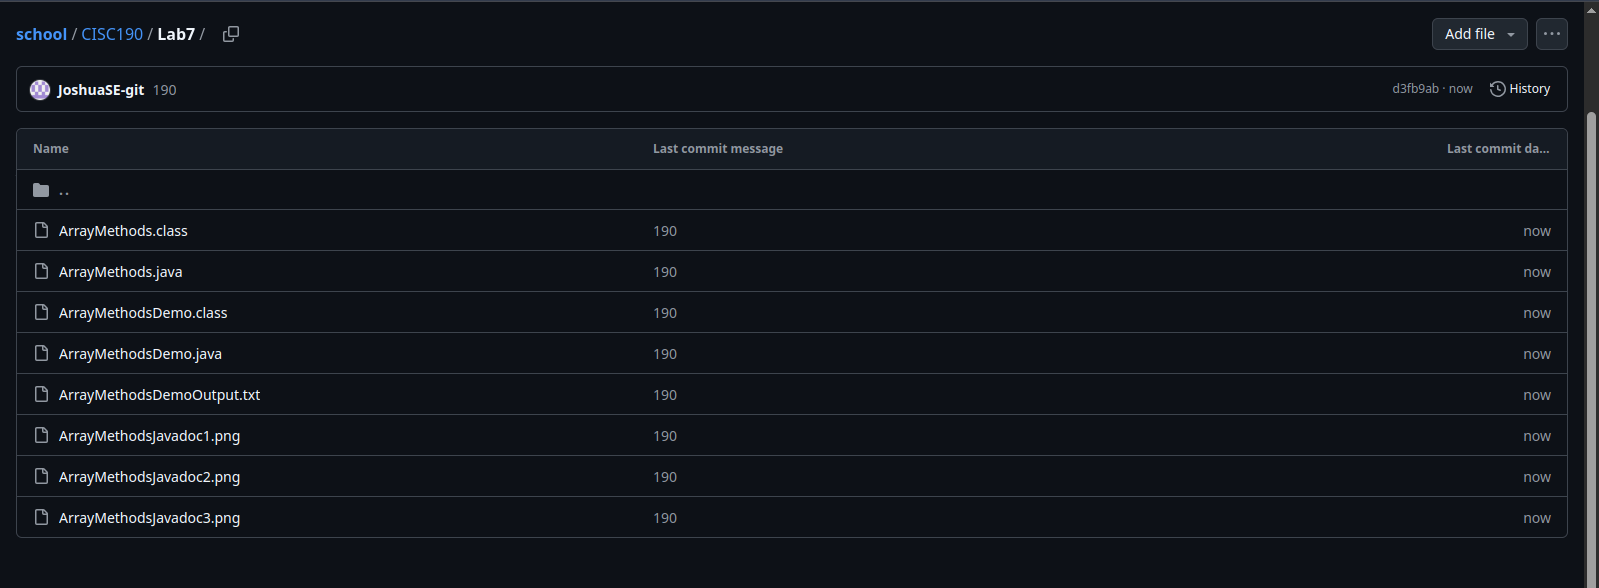 school / CISC190 / Lab7 /
Add file
JoshuaSE-git 190
d3fb9ab · now History
Name Last commit message Last commit da...
..
ArrayMethods.class 190 now
ArrayMethods.java 190 now
ArrayMethodsDemo.class 190 now
ArrayMethodsDemo.java 190 now
ArrayMethodsDemoOutput.txt 190 now
ArrayMethodsJavadoc1.png 190 now
ArrayMethodsJavadoc2.png 190 now
ArrayMethodsJavadoc3.png 190 now